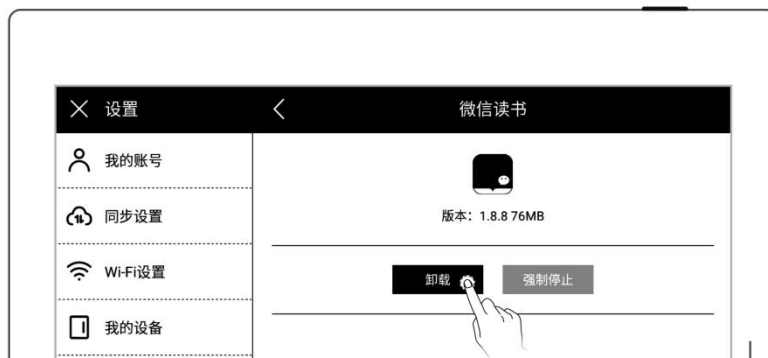 设置
微信读书
我的账号
同步设置
版本：1.8.8 76MB
Wi-Fi设置
卸载
强制停止
我的设备